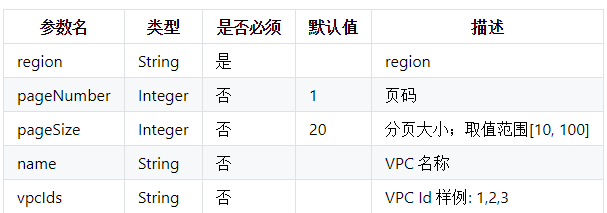 参数名 类型 是否必须 默认值 描述
region String 是 region
pageNumber Integer 否 1 页码
pageSize Integer 否 20 分页大小；取值范围[10, 100]
name String 否 VPC 名称
vpcIds String 否 VPC Id 样例: 1,2,3